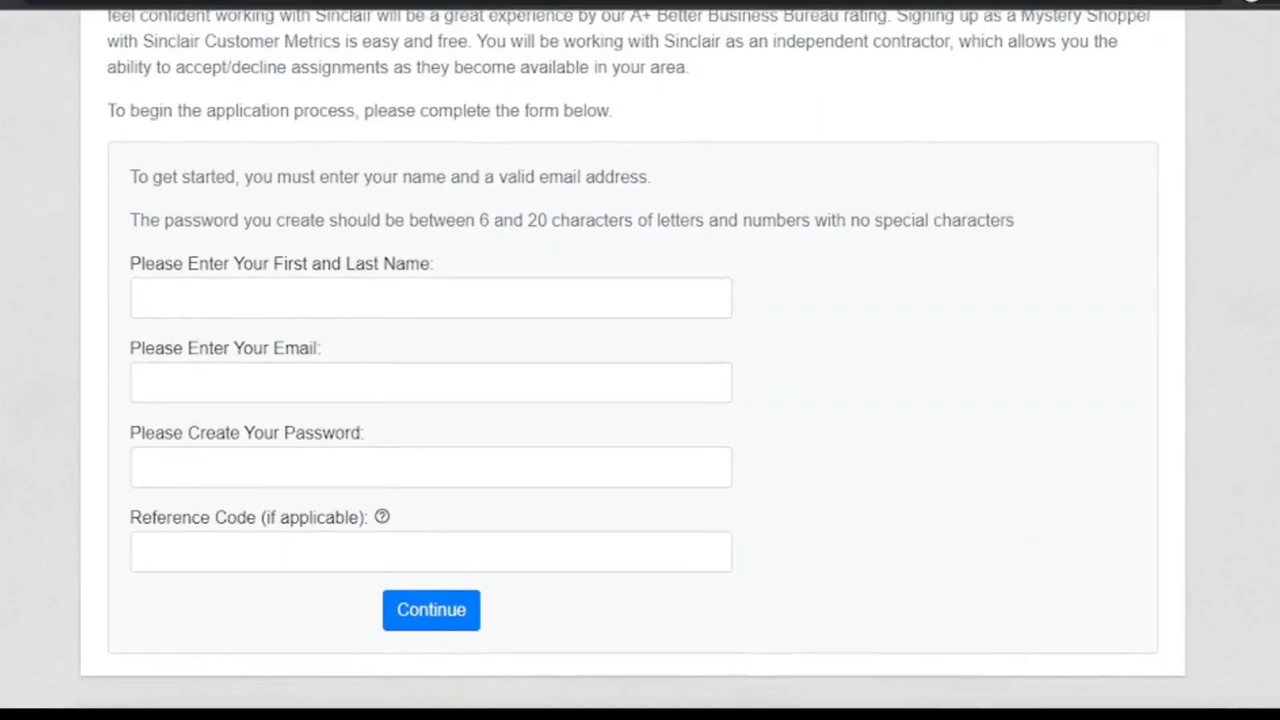 feel confident working with Sinclair will be a great experience by our A+ Better Business Bureau rating. Signing up as a Mystery Shopper
with Sinclair Customer Metrics is easy and free. You will be working with Sinclair as an independent contractor, which allows you the
ability to accept/decline assignments as they become available in your area.
To begin the application process, please complete the form below.
To get started, you must enter your name and a valid email address.
The password you create should be between 6 and 20 characters of letters and numbers with no special characters
Please Enter Your First and Last Name:
Please Enter Your Email:
Please Create Your Password:
Reference Code (if applicable): ?
Continue